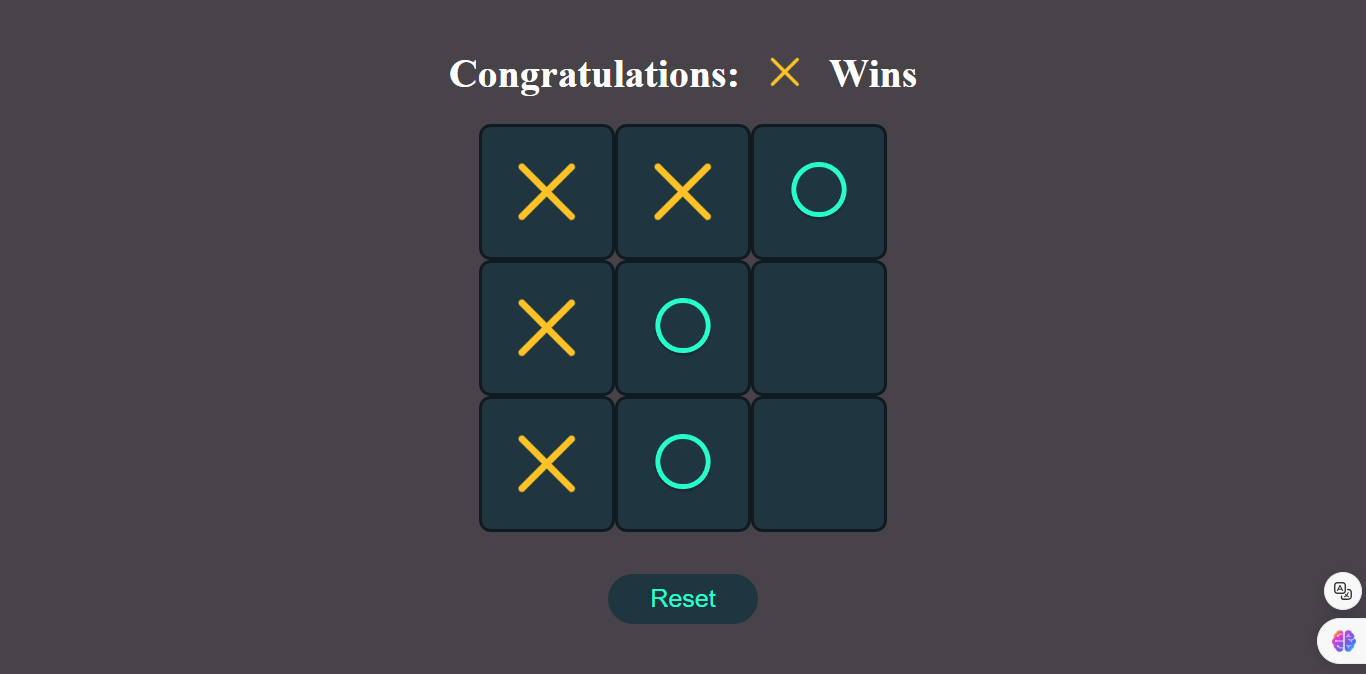 Congratulations: X Wins
X X O
X O
X O
Reset